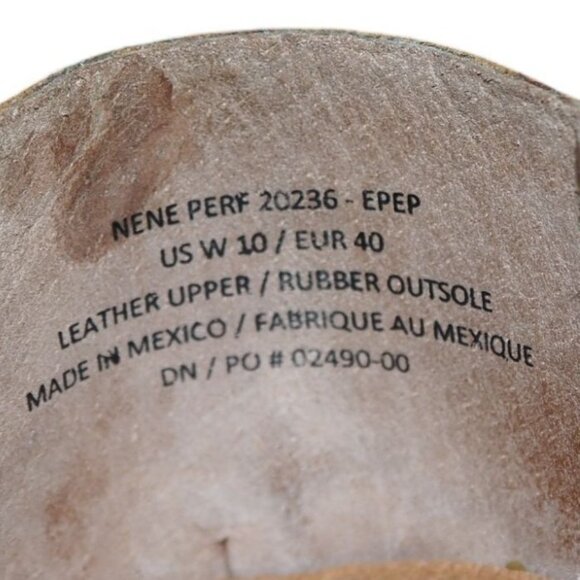 NENE PERF 20236 - EPEP
US W 10 / EUR 40
LEATHER UPPER / RUBBER OUTSOLE
MADE IN MEXICO / FABRIQUE AU MEXIQUE
DN / PO # 02490-00